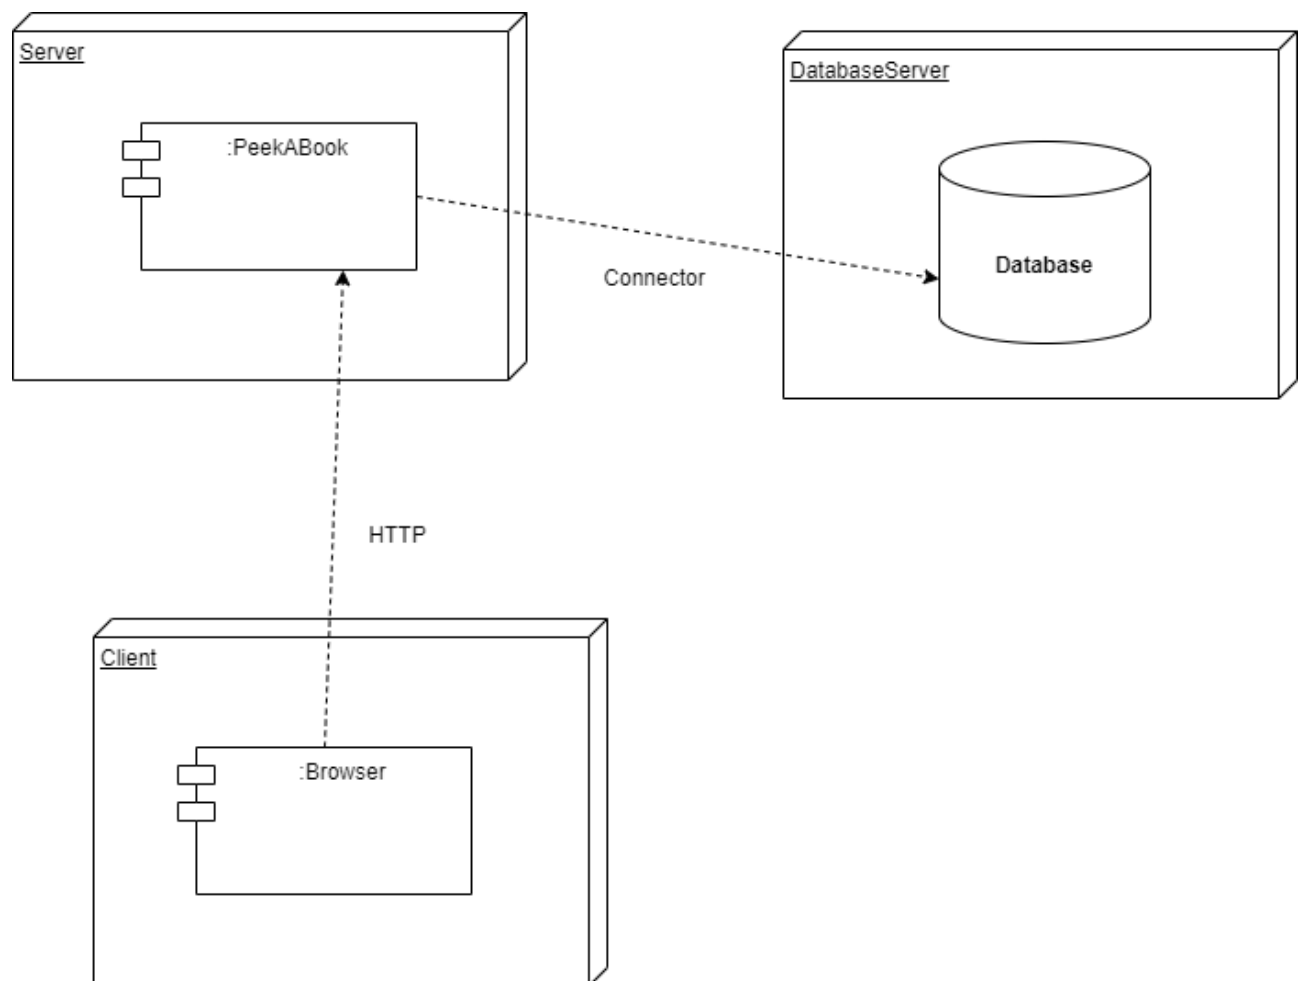 Server
:PeekABook
DatabaseServer
Database
Connector
HTTP
Client
:Browser